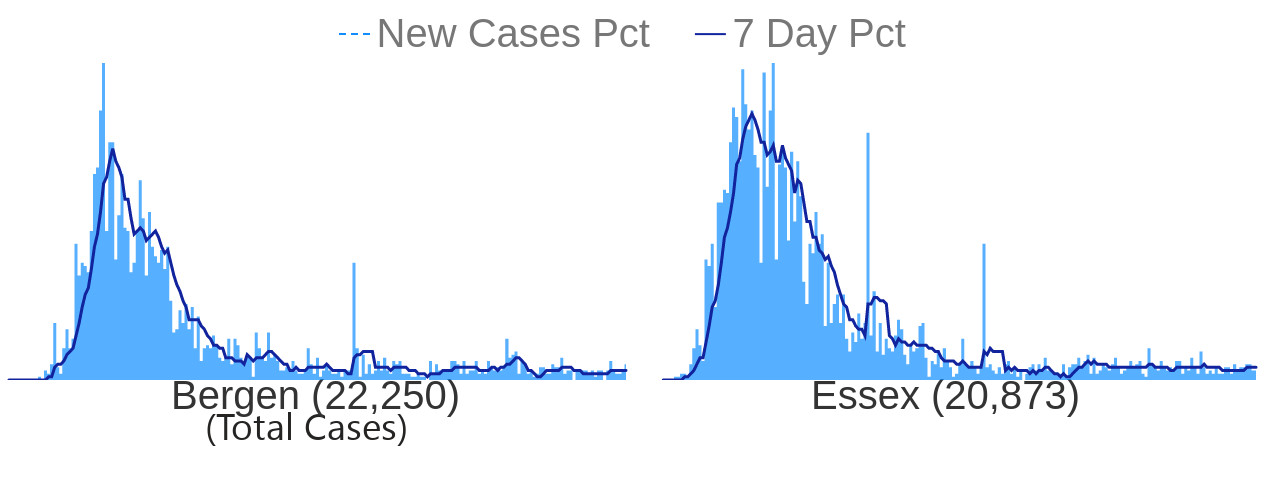 New Cases Pct 7 Day Pct
Bergen (22,250) Essex (20,873)
(Total Cases)